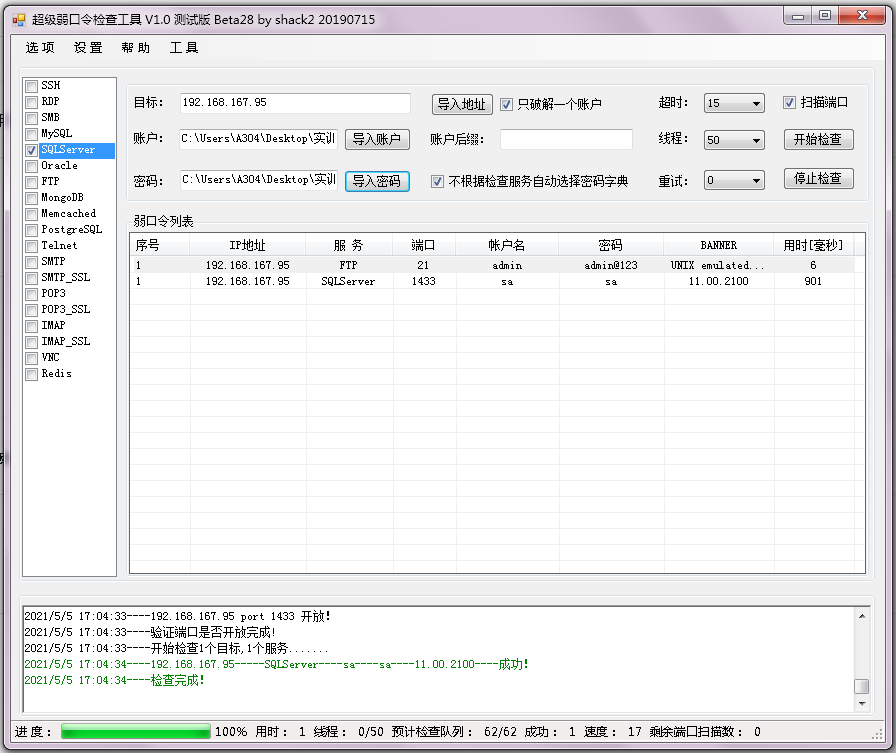 超级弱口令检查工具 V1.0 测试版 Beta28 by shack2 20190715
选项 设置 帮助 工具
SSH
RDP
SMB
MySQL
SQLServer
Oracle
FTP
MongoDB
Memcached
PostgreSQL
Telnet
SMTP
SMTP_SSL
POP3
POP3_SSL
IMAP
IMAP_SSL
VNC
Redis
目标: 192.168.167.95 导入地址 只破解一个账户 超时: 15 扫描端口
账户: C:\Users\A304\Desktop\实训 导入账户 账户后缀: 线程: 50 开始检查
密码: C:\Users\A304\Desktop\实训 导入密码 不根据检查服务自动选择密码字典 重试: 0 停止检查
弱口令列表
序号 IP地址 服 务 端口 帐户名 密码 BANNER 用时[毫秒]
1 192.168.167.95 FTP 21 admin admin@123 UNIX emulated... 6
1 192.168.167.95 SQLServer 1433 sa sa 11.00.2100 901
2021/5/5 17:04:33----192.168.167.95 port 1433 开放!
2021/5/5 17:04:33----验证端口是否开放完成!
2021/5/5 17:04:33----开始检查1个目标,1个服务.......
2021/5/5 17:04:34----192.168.167.95-----SQLServer----sa----sa----11.00.2100----成功!
2021/5/5 17:04:34----检查完成!
进度: 100% 用时: 1 线程: 0/50 预计检查队列: 62/62 成功: 1 速度: 17 剩余端口扫描数: 0